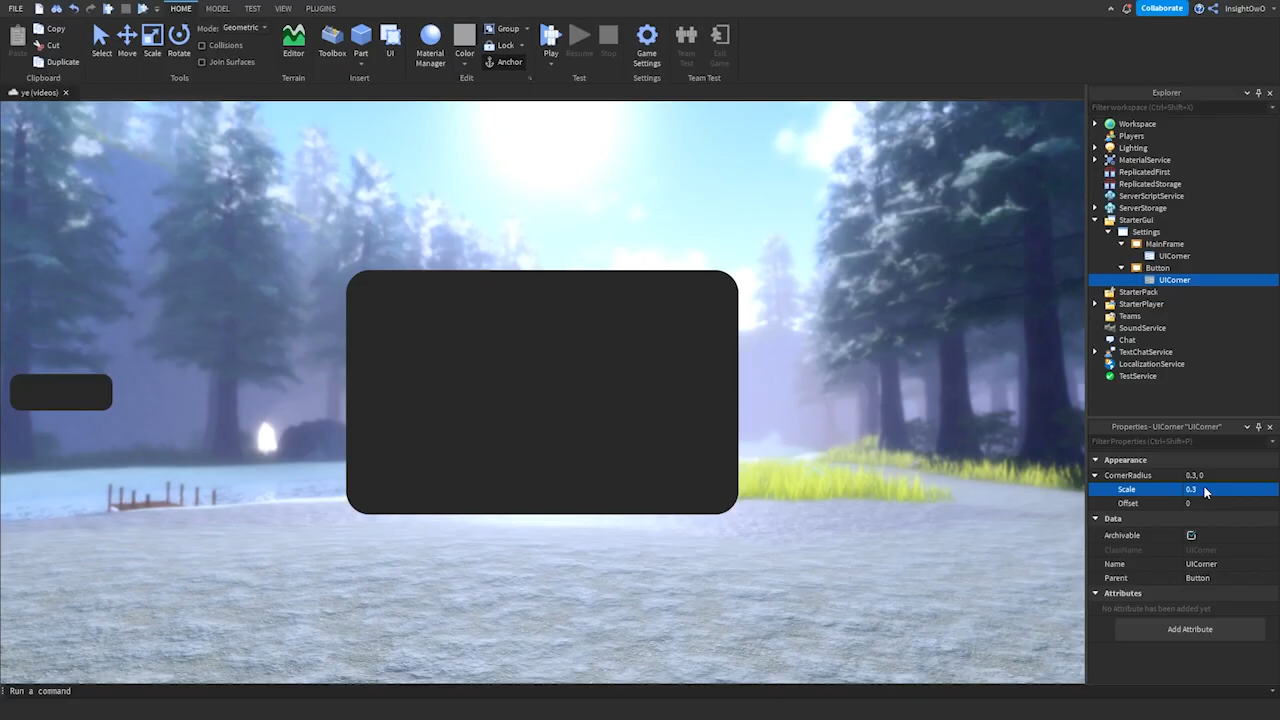 FILE HOME MODEL TEST VIEW PLUGINS Collaborate InsightOwO
Paste Copy Cut Duplicate Clipboard
Select Move Scale Rotate Mode: Geometric Collisions Join Surfaces Tools
Editor Terrain
Toolbox Part UI Insert
Material Manager Color Group Lock Anchor Edit
Play Resume Stop Test
Game Settings Settings
Team Test Exit Game Team Test
ye (videos)
Explorer
Filter workspace (Ctrl+Shift+X)
Workspace
Players
Lighting
MaterialService
ReplicatedFirst
ReplicatedStorage
ServerScriptService
ServerStorage
StarterGui
Settings
MainFrame
UICorner
Button
UICorner
StarterPack
StarterPlayer
Teams
SoundService
Chat
TextChatService
LocalizationService
TestService
Properties - UICorner "UICorner"
Filter Properties (Ctrl+Shift+P)
Appearance
CornerRadius 0.3, 0
Scale 0.3
Offset 0
Data
Archivable
ClassName UICorner
Name UICorner
Parent Button
Attributes
No Attribute has been added yet
Add Attribute
Run a command